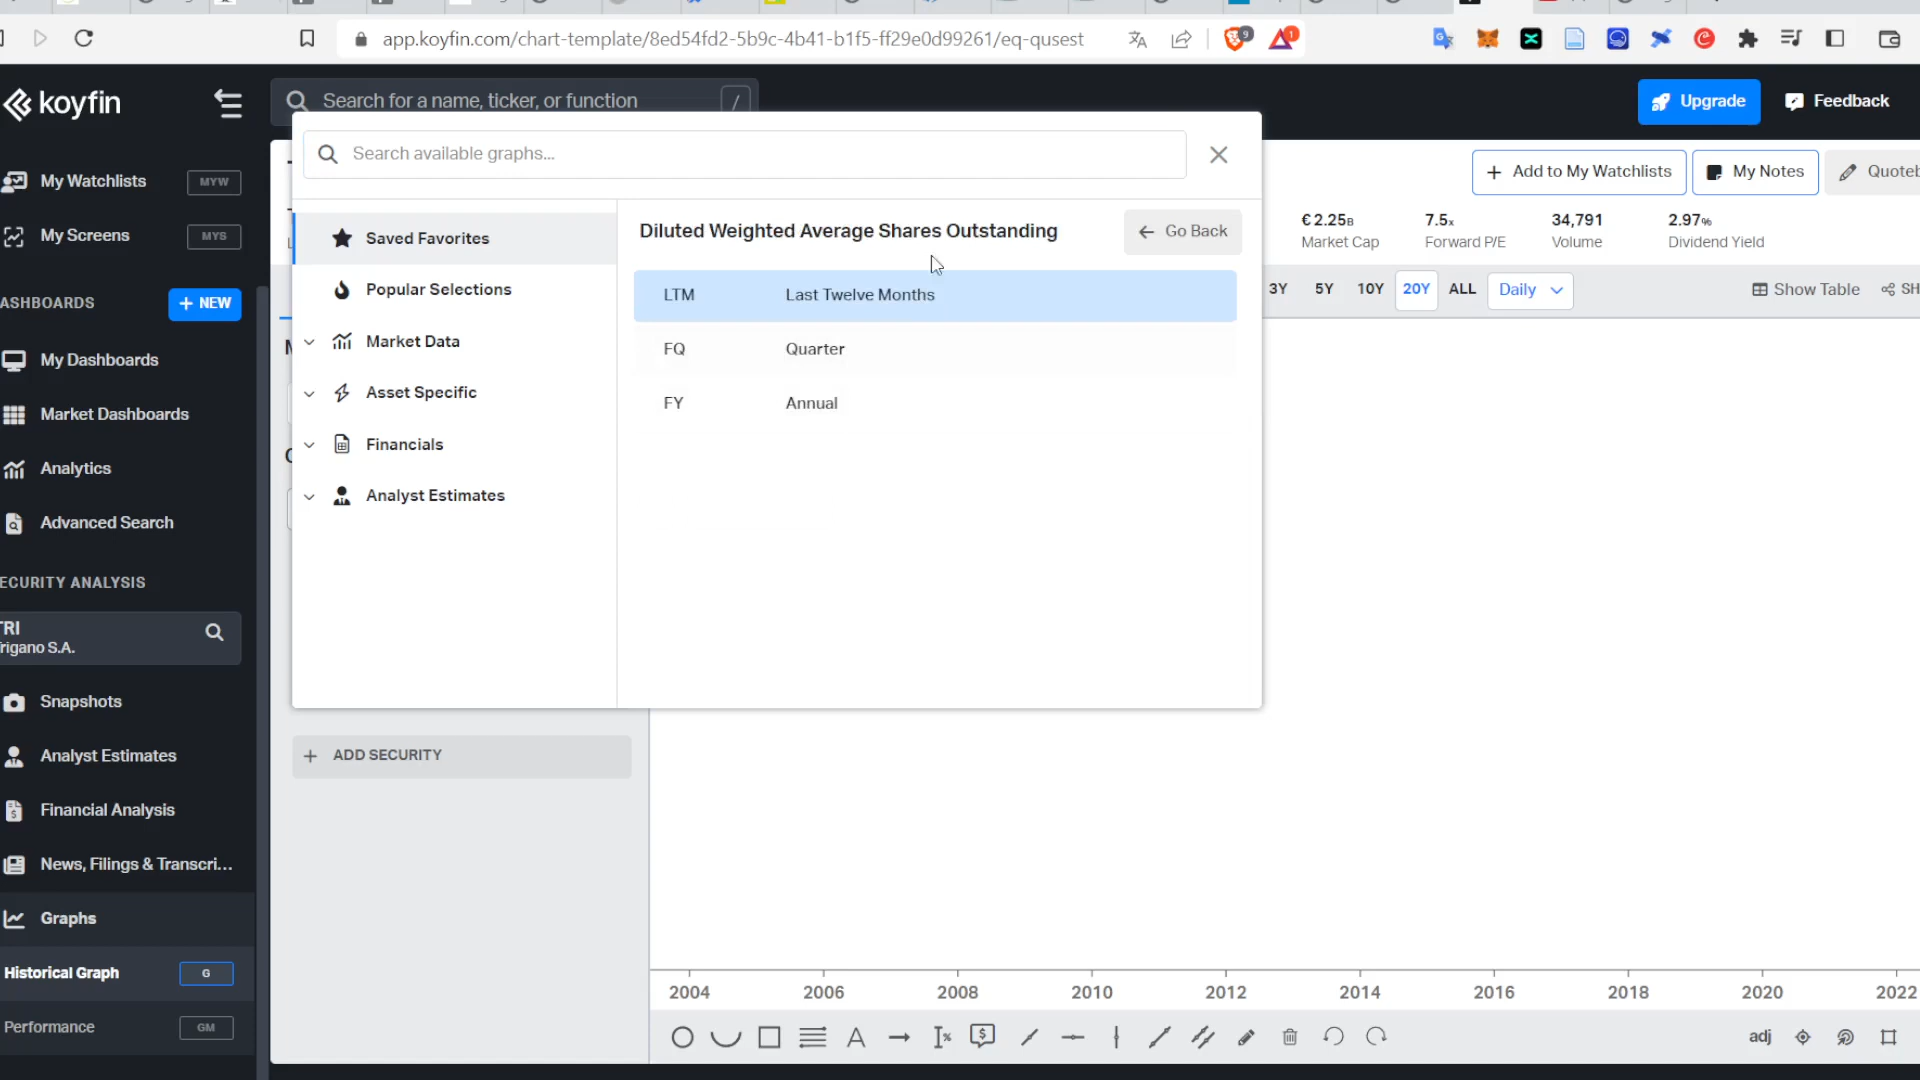 app.koyfin.com/chart-template/8ed54fd2-5b9c-4b41-b1f5-ff29e0d99261/eq-qusest
9
1
koyfin
Search for a name, ticker, or function
/
Upgrade
Feedback
My Watchlists MYW
My Screens MYS
ASHBOARDS
+ NEW
My Dashboards
Market Dashboards
Analytics
Advanced Search
ECURITY ANALYSIS
TRI
rigano S.A.
Snapshots
Analyst Estimates
Financial Analysis
News, Filings & Transcri...
Graphs
Historical Graph G
Performance GM
Search available graphs...
Saved Favorites
Popular Selections
Market Data
Asset Specific
Financials
Analyst Estimates
Diluted Weighted Average Shares Outstanding
Go Back
LTM Last Twelve Months
FQ Quarter
FY Annual
+ ADD SECURITY
+ Add to My Watchlists
My Notes
Quotel
€2.25B
Market Cap
7.5x
Forward P/E
34,791
Volume
2.97%
Dividend Yield
3Y 5Y 10Y 20Y ALL Daily
Show Table
SH
2004 2006 2008 2010 2012 2014 2016 2018 2020 2022
A
%
$
adj